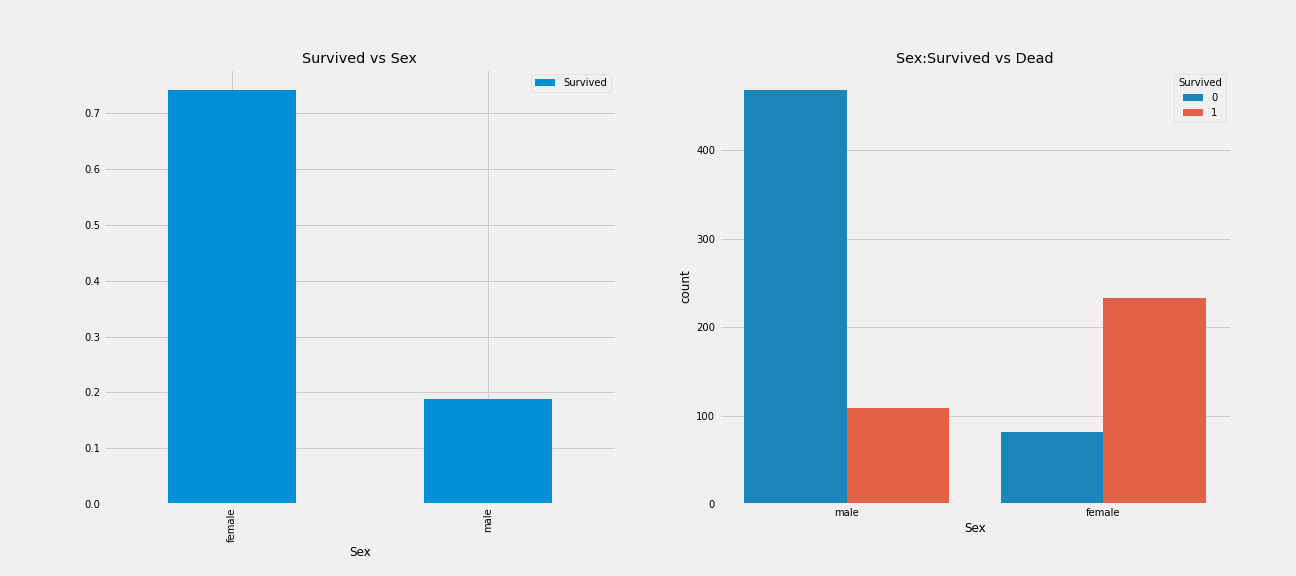 Survived vs Sex
Survived
0.7
0.6
0.5
0.4
0.3
0.2
0.1
0.0
female
male
Sex
Sex:Survived vs Dead
Survived
0
1
count
400
300
200
100
0
male
female
Sex